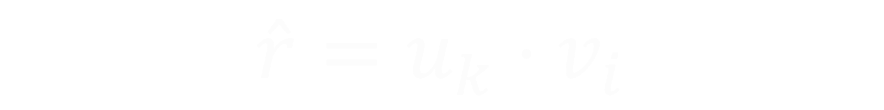 r̂ = u_k · v_i